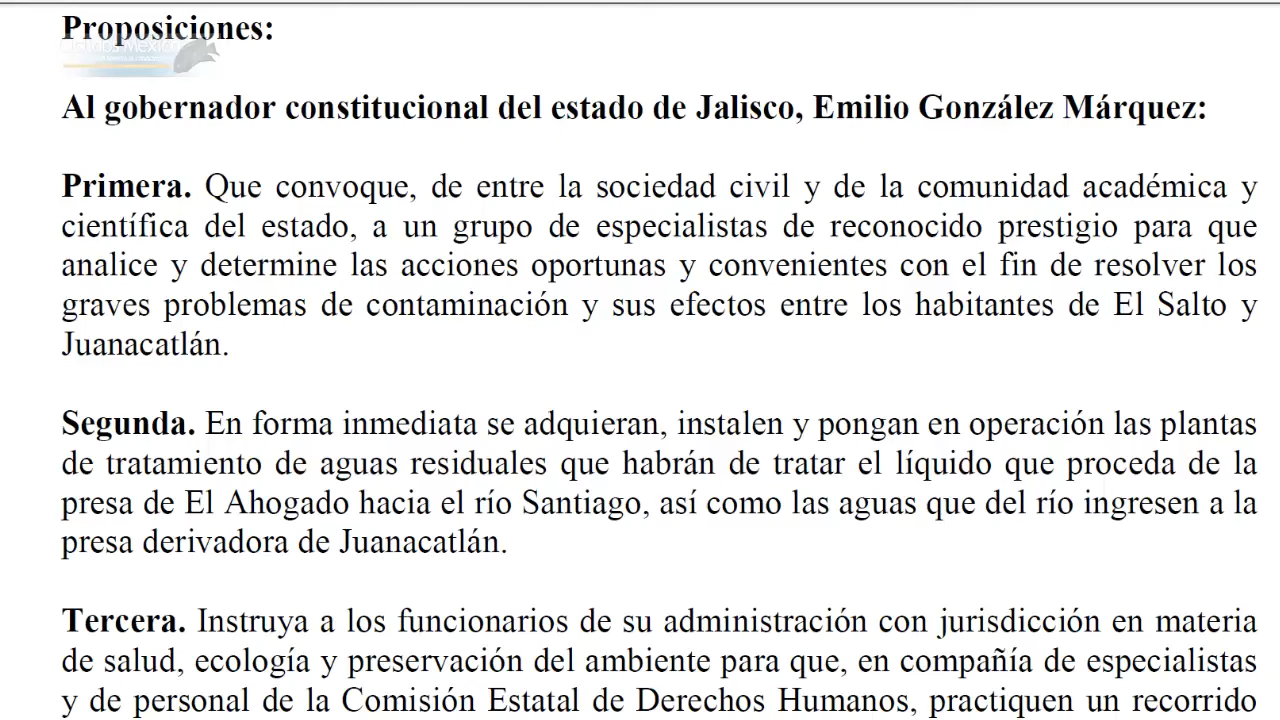 Proposiciones:
Al gobernador constitucional del estado de Jalisco, Emilio González Márquez:
Primera. Que convoque, de entre la sociedad civil y de la comunidad académica y
científica del estado, a un grupo de especialistas de reconocido prestigio para que
analice y determine las acciones oportunas y convenientes con el fin de resolver los
graves problemas de contaminación y sus efectos entre los habitantes de El Salto y
Juanacatlán.
Segunda. En forma inmediata se adquieran, instalen y pongan en operación las plantas
de tratamiento de aguas residuales que habrán de tratar el líquido que proceda de la
presa de El Ahogado hacia el río Santiago, así como las aguas que del río ingresen a la
presa derivadora de Juanacatlán.
Tercera. Instruya a los funcionarios de su administración con jurisdicción en materia
de salud, ecología y preservación del ambiente para que, en compañía de especialistas
y de personal de la Comisión Estatal de Derechos Humanos, practiquen un recorrido